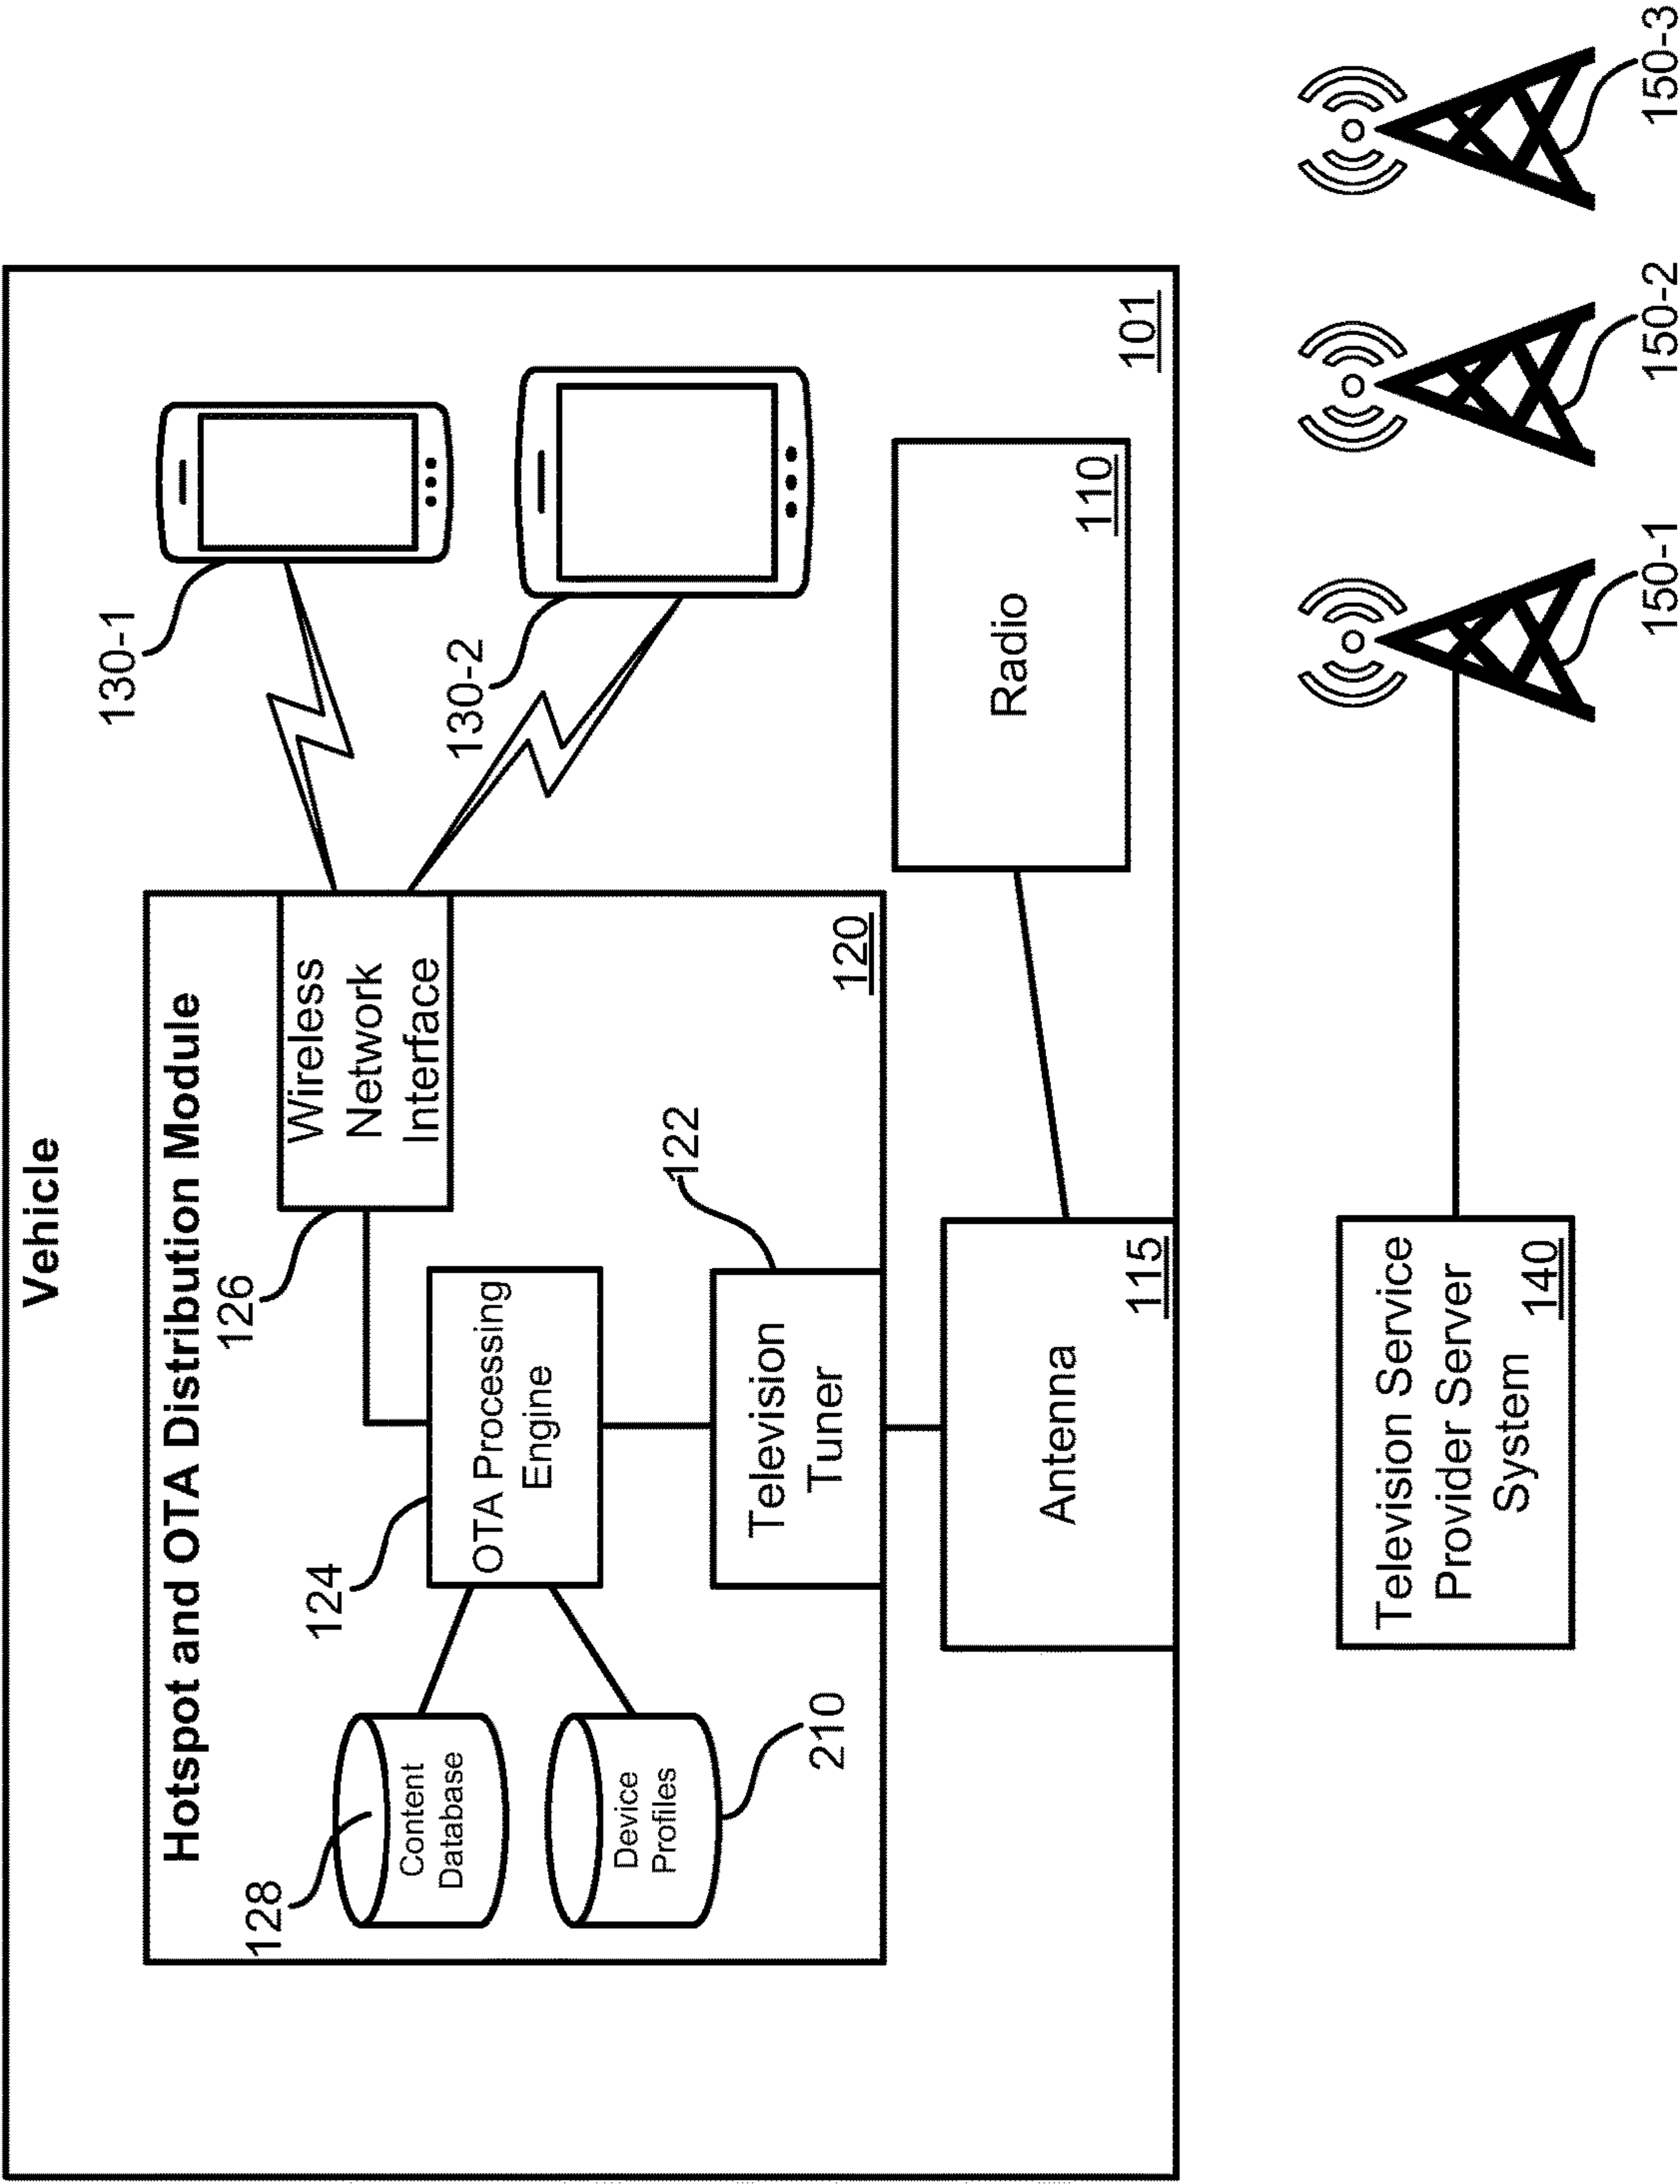 Vehicle
Hotspot and OTA Distribution Module
130-1
130-2
126
Wireless
Network
Interface
124
OTA Processing
Engine
128
Content
Database
Device
Profiles
210
122
Television
Tuner
120
Radio
110
Antenna
115
101
Television Service
Provider Server
System
140
150-1
150-2
150-3